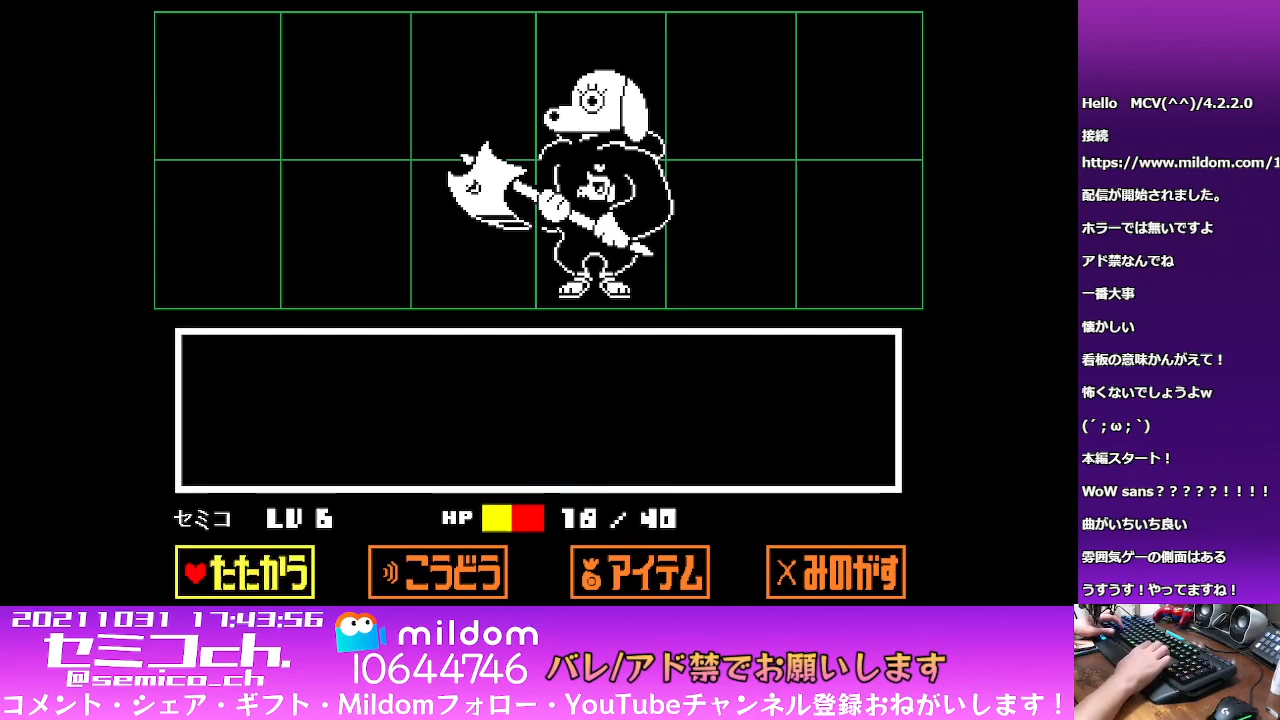 セミコ LV 6 HP 18 / 40
たたかう こうどう アイテム みのがす
Hello MCV(^^)/4.2.2.0
接続
https://www.mildom.com/1
配信が開始されました。
ホラーでは無いですよ
アド禁なんでね
一番大事
懐かしい
看板の意味かんがえて！
怖くないでしょうよw
(´；ω；`)
本編スタート！
WoW sans？？？？？！！！！
曲がいちいち良い
雰囲気ゲーの側面はある
うすうす！やってますね！
20211031 17:43:56
セミコch.
@semico_ch
mildom
10644746
バレ/アド禁でお願いします
コメント・シェア・ギフト・Mildomフォロー・YouTubeチャンネル登録おねがいします！